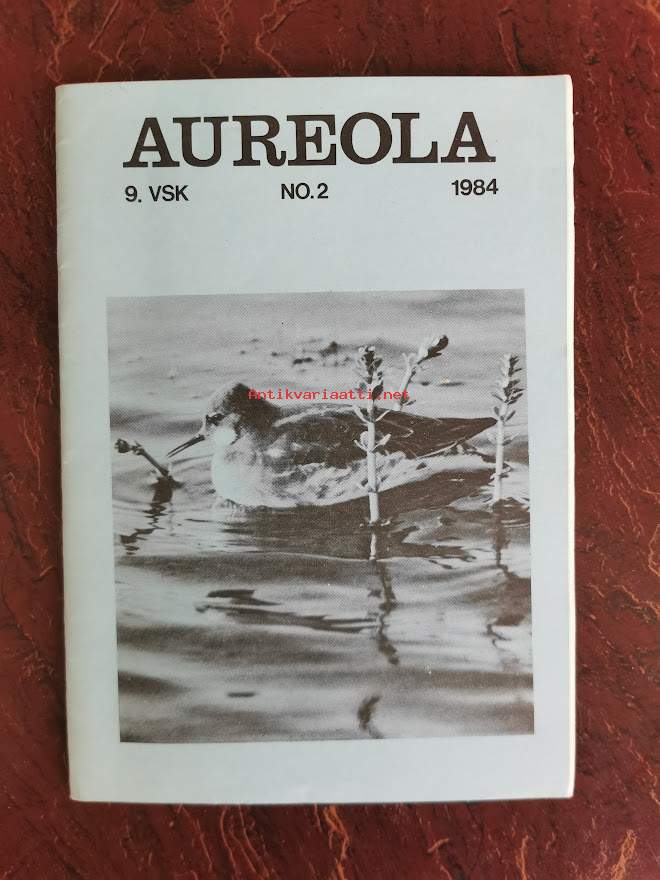 AUREOLA
9. VSK NO.2 1984
Antikvariaatti.net